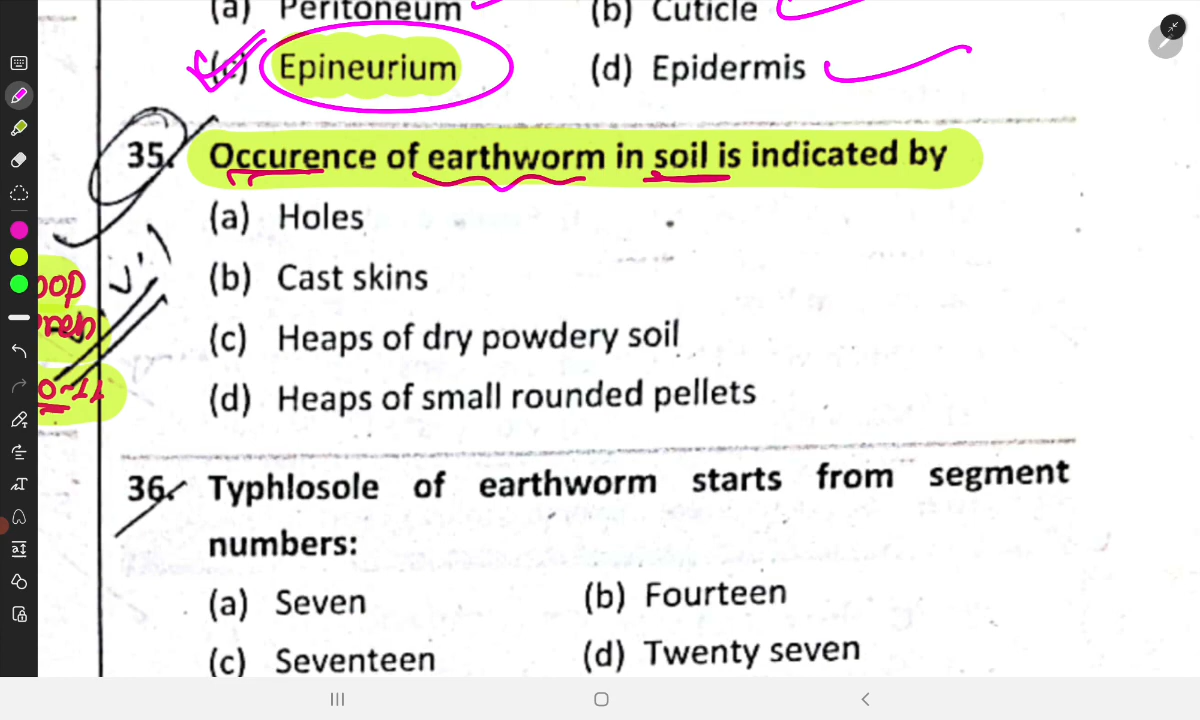 (a) Peritoneum (b) Cuticle
(c) Epineurium (d) Epidermis
35. Occurence of earthworm in soil is indicated by
(a) Holes
(b) Cast skins
(c) Heaps of dry powdery soil
(d) Heaps of small rounded pellets
36. Typhlosole of earthworm starts from segment
numbers:
(a) Seven (b) Fourteen
(c) Seventeen (d) Twenty seven